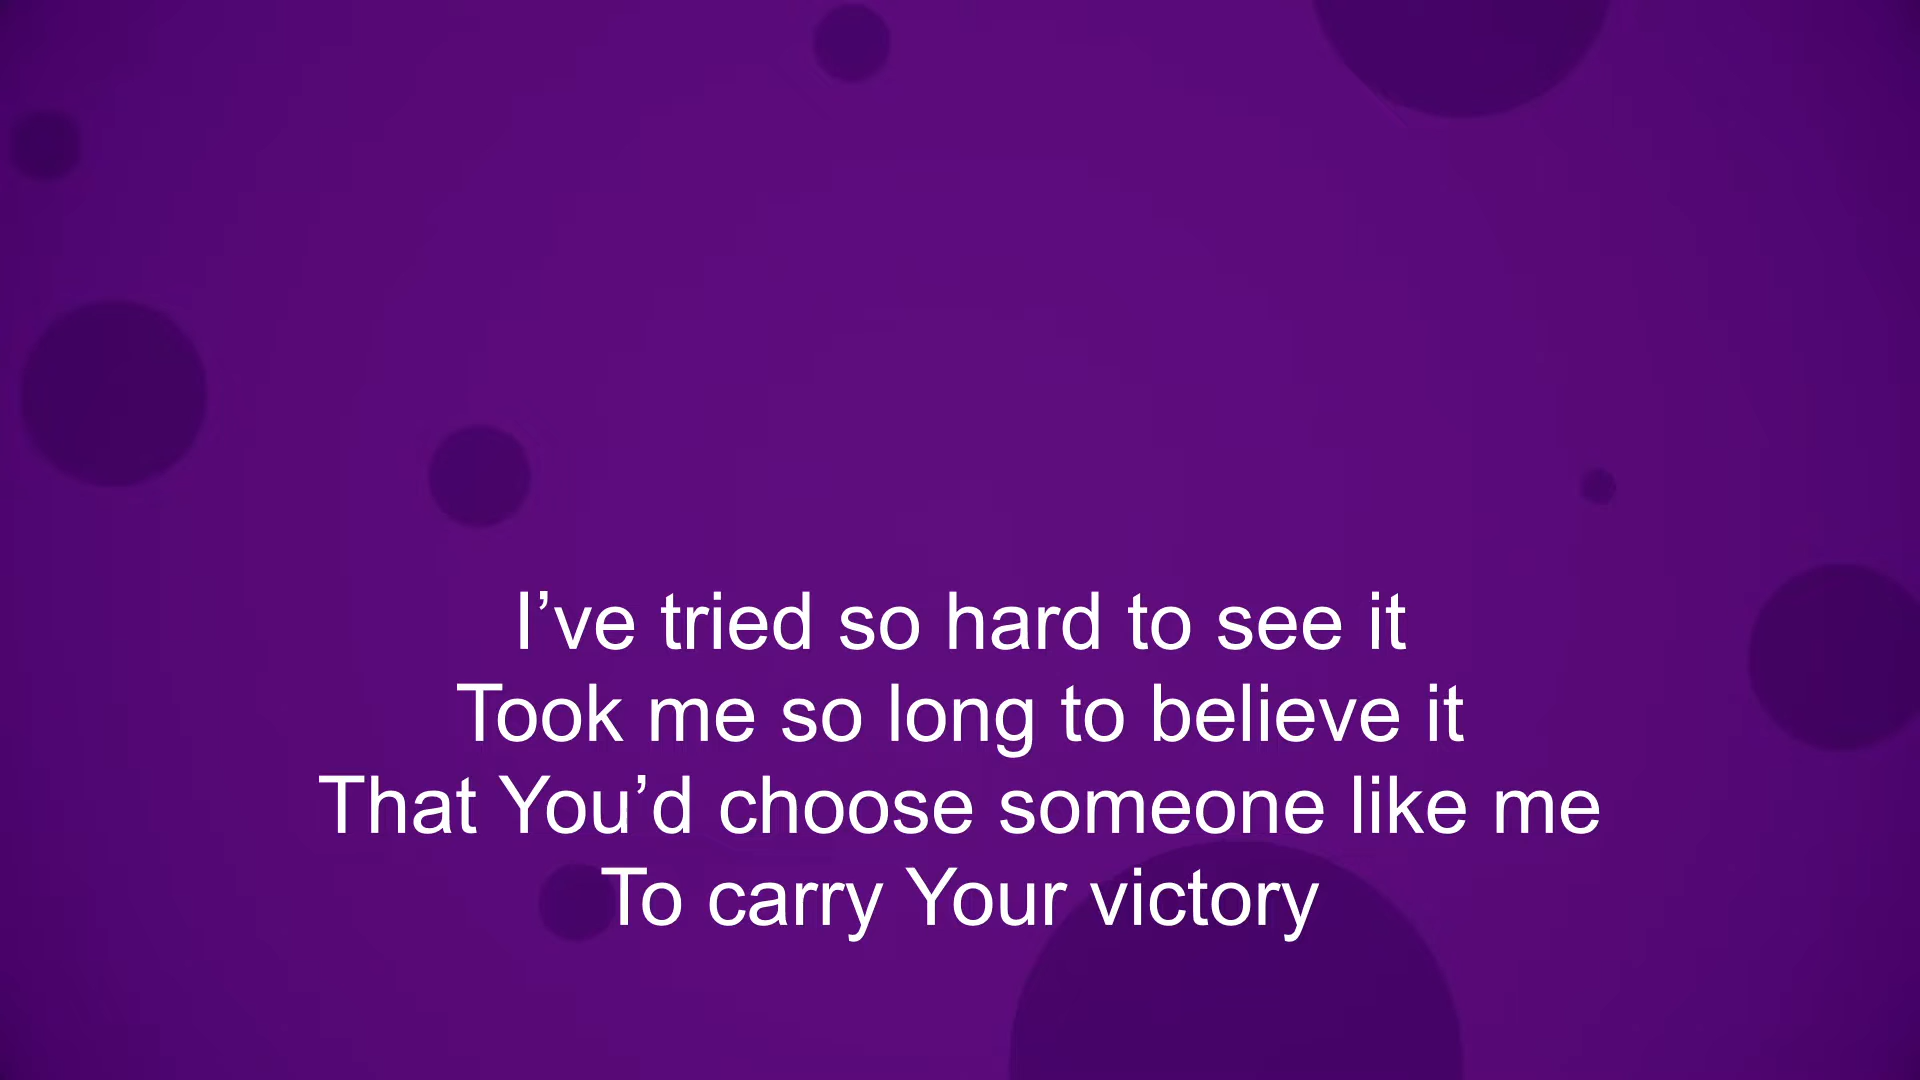 I’ve tried so hard to see it
Took me so long to believe it
That You’d choose someone like me
To carry Your victory